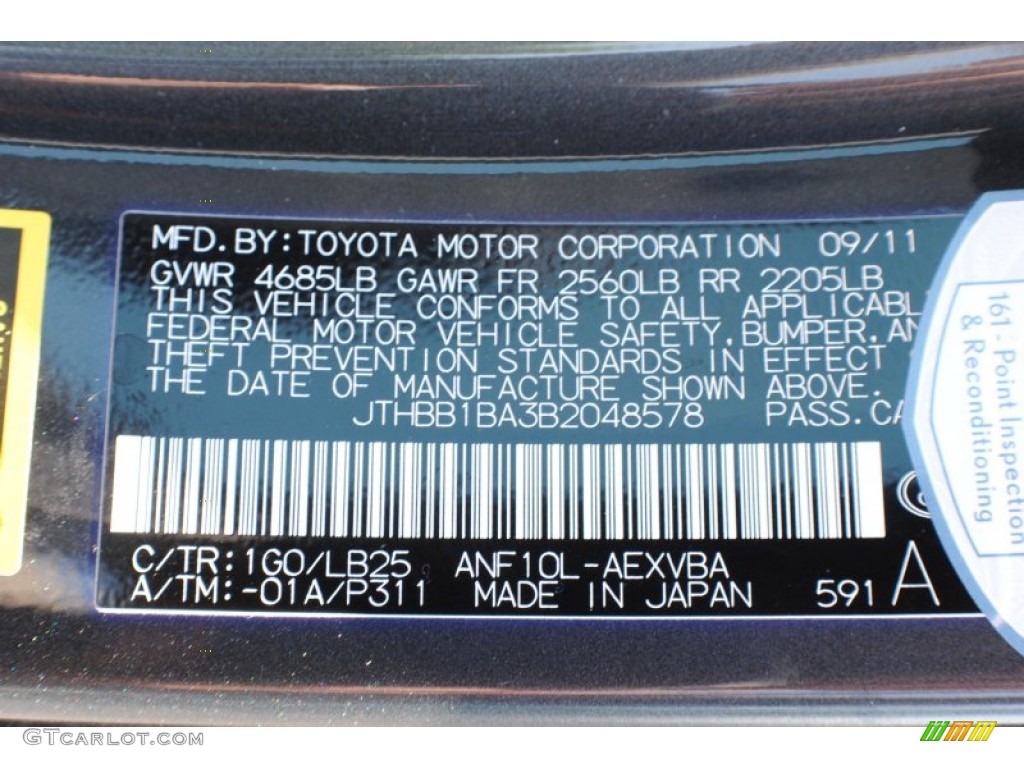 MFD.BY:TOYOTA MOTOR CORPORATION 09/11
GVWR 4685LB GAWR FR 2560LB RR 2205LB
THIS VEHICLE CONFORMS TO ALL APPLICABL
FEDERAL MOTOR VEHICLE SAFETY,BUMPER,AN
THEFT PREVENTION STANDARDS IN EFFECT
THE DATE OF MANUFACTURE SHOWN ABOVE.
JTHBB1BA3B2048578 PASS.CA
C/TR:1G0/LB25 ANF10L-AEXVBA
A/TM:-01A/P311 MADE IN JAPAN 591 A
161 - Point Inspection
& Reconditioning
GTCARLOT.COM